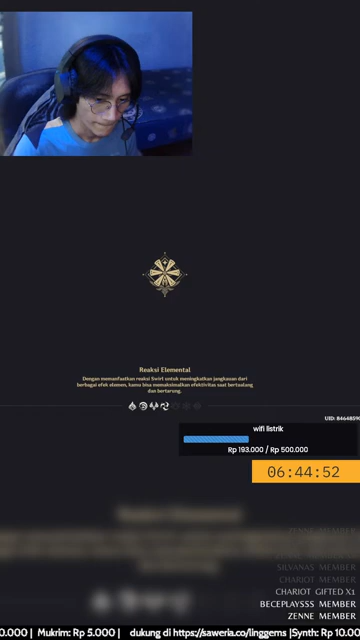 Reaksi Elemental
Dengan memanfaatkan reaksi Swirl untuk meningkatkan jangkauan dari
berbagai efek elemen, kamu bisa memaksimalkan efektivitas saat bertualang
dan bertarung.
UID: 84648590
wifi listrik
Rp 193.000 / Rp 500.000
06:44:52
MEMBER
SILVANAS MEMBER
CHARIOT MEMBER
CHARIOT GIFTED X1
BECEPLAYSSS MEMBER
ZENNE MEMBER
0.000 | Mukrim: Rp 5.000 | dukung di https://saweria.co/linggems |Synth: Rp 10.00